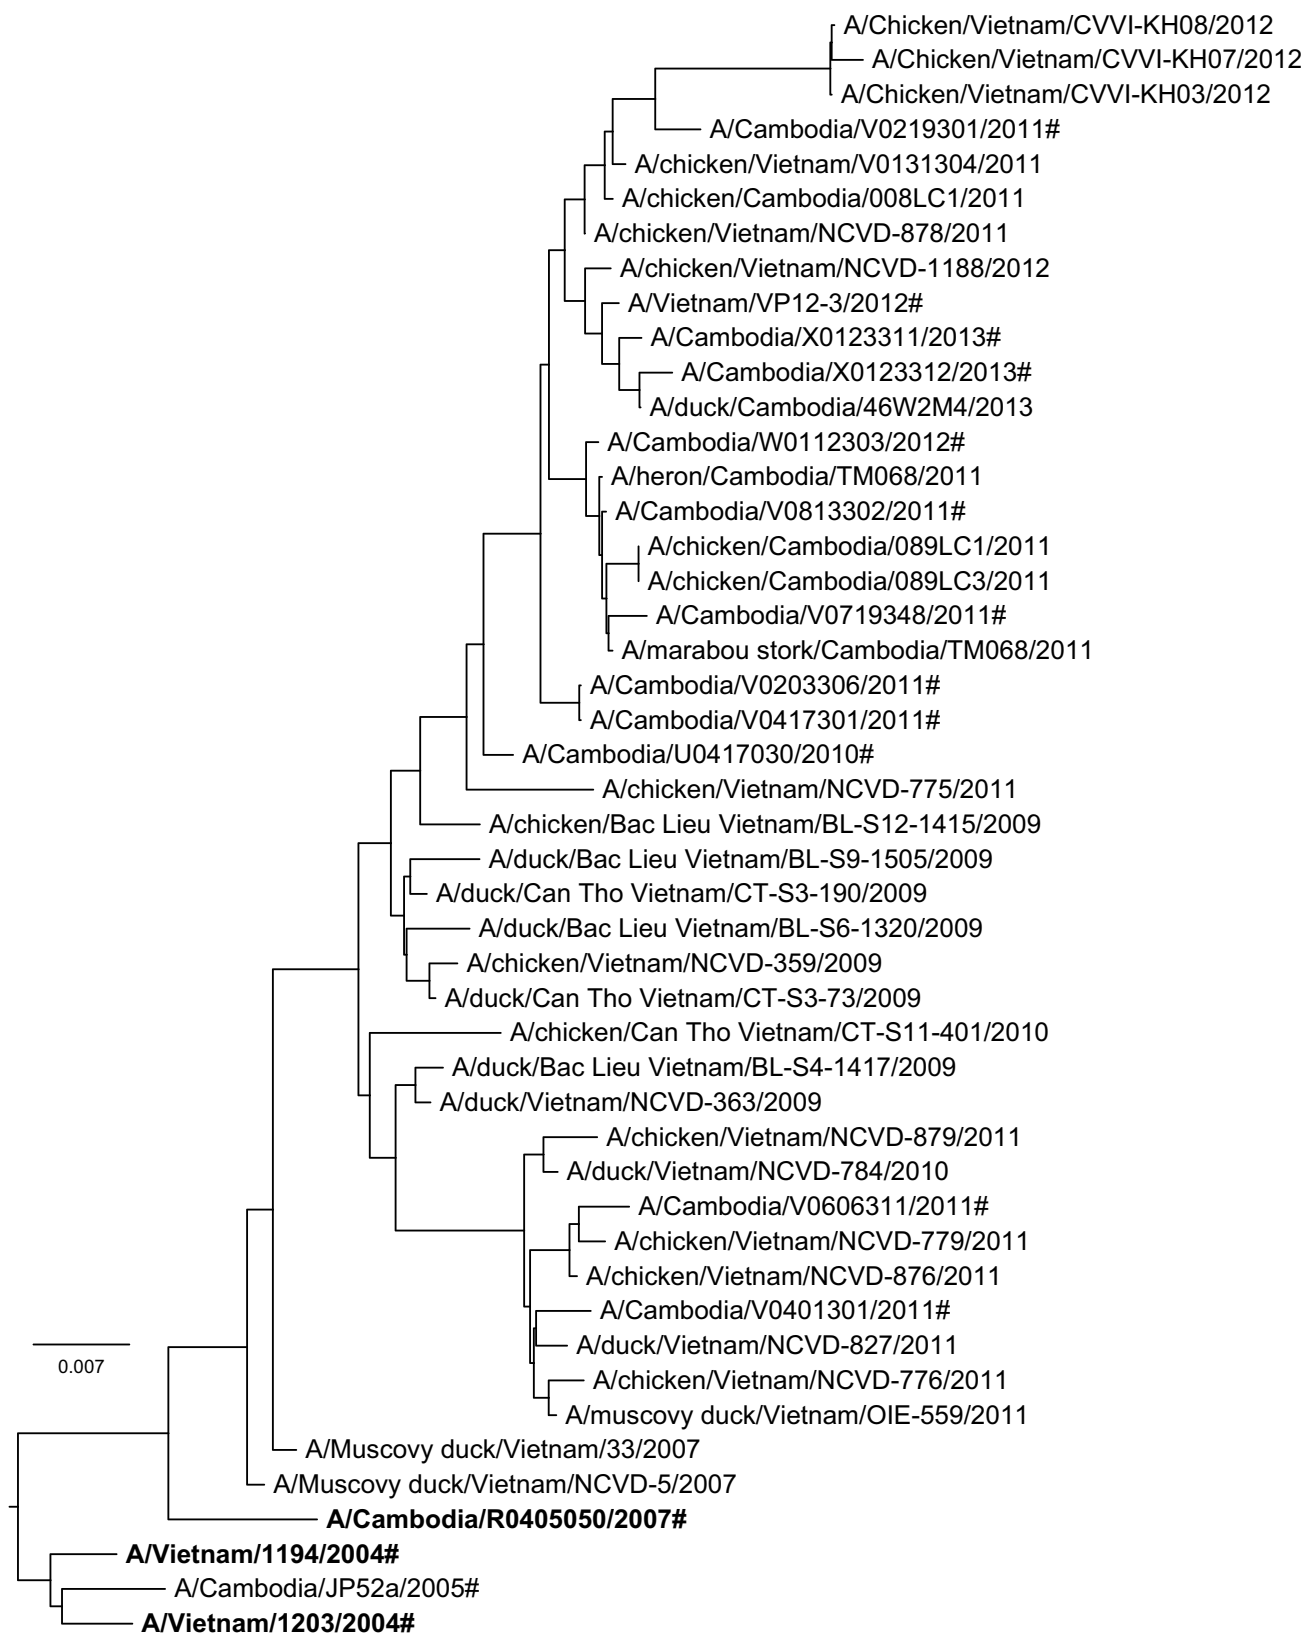 A/Chicken/Vietnam/CVVI-KH08/2012
A/Chicken/Vietnam/CVVI-KH07/2012
A/Chicken/Vietnam/CVVI-KH03/2012
A/Cambodia/V0219301/2011#
A/chicken/Vietnam/V0131304/2011
A/chicken/Cambodia/008LC1/2011
A/chicken/Vietnam/NCVD-878/2011
A/chicken/Vietnam/NCVD-1188/2012
A/Vietnam/VP12-3/2012#
A/Cambodia/X0123311/2013#
A/Cambodia/X0123312/2013#
A/duck/Cambodia/46W2M4/2013
A/Cambodia/W0112303/2012#
A/heron/Cambodia/TM068/2011
A/Cambodia/V0813302/2011#
A/chicken/Cambodia/089LC1/2011
A/chicken/Cambodia/089LC3/2011
A/Cambodia/V0719348/2011#
A/marabou stork/Cambodia/TM068/2011
A/Cambodia/V0203306/2011#
A/Cambodia/V0417301/2011#
A/Cambodia/U0417030/2010#
A/chicken/Vietnam/NCVD-775/2011
A/chicken/Bac Lieu Vietnam/BL-S12-1415/2009
A/duck/Bac Lieu Vietnam/BL-S9-1505/2009
A/duck/Can Tho Vietnam/CT-S3-190/2009
A/duck/Bac Lieu Vietnam/BL-S6-1320/2009
A/chicken/Vietnam/NCVD-359/2009
A/duck/Can Tho Vietnam/CT-S3-73/2009
A/chicken/Can Tho Vietnam/CT-S11-401/2010
A/duck/Bac Lieu Vietnam/BL-S4-1417/2009
A/duck/Vietnam/NCVD-363/2009
A/chicken/Vietnam/NCVD-879/2011
A/duck/Vietnam/NCVD-784/2010
A/Cambodia/V0606311/2011#
A/chicken/Vietnam/NCVD-779/2011
A/chicken/Vietnam/NCVD-876/2011
A/Cambodia/V0401301/2011#
A/duck/Vietnam/NCVD-827/2011
0.007
A/chicken/Vietnam/NCVD-776/2011
A/muscovy duck/Vietnam/OIE-559/2011
A/Muscovy duck/Vietnam/33/2007
A/Muscovy duck/Vietnam/NCVD-5/2007
A/Cambodia/R0405050/2007#
A/Vietnam/1194/2004#
A/Cambodia/JP52a/2005#
A/Vietnam/1203/2004#